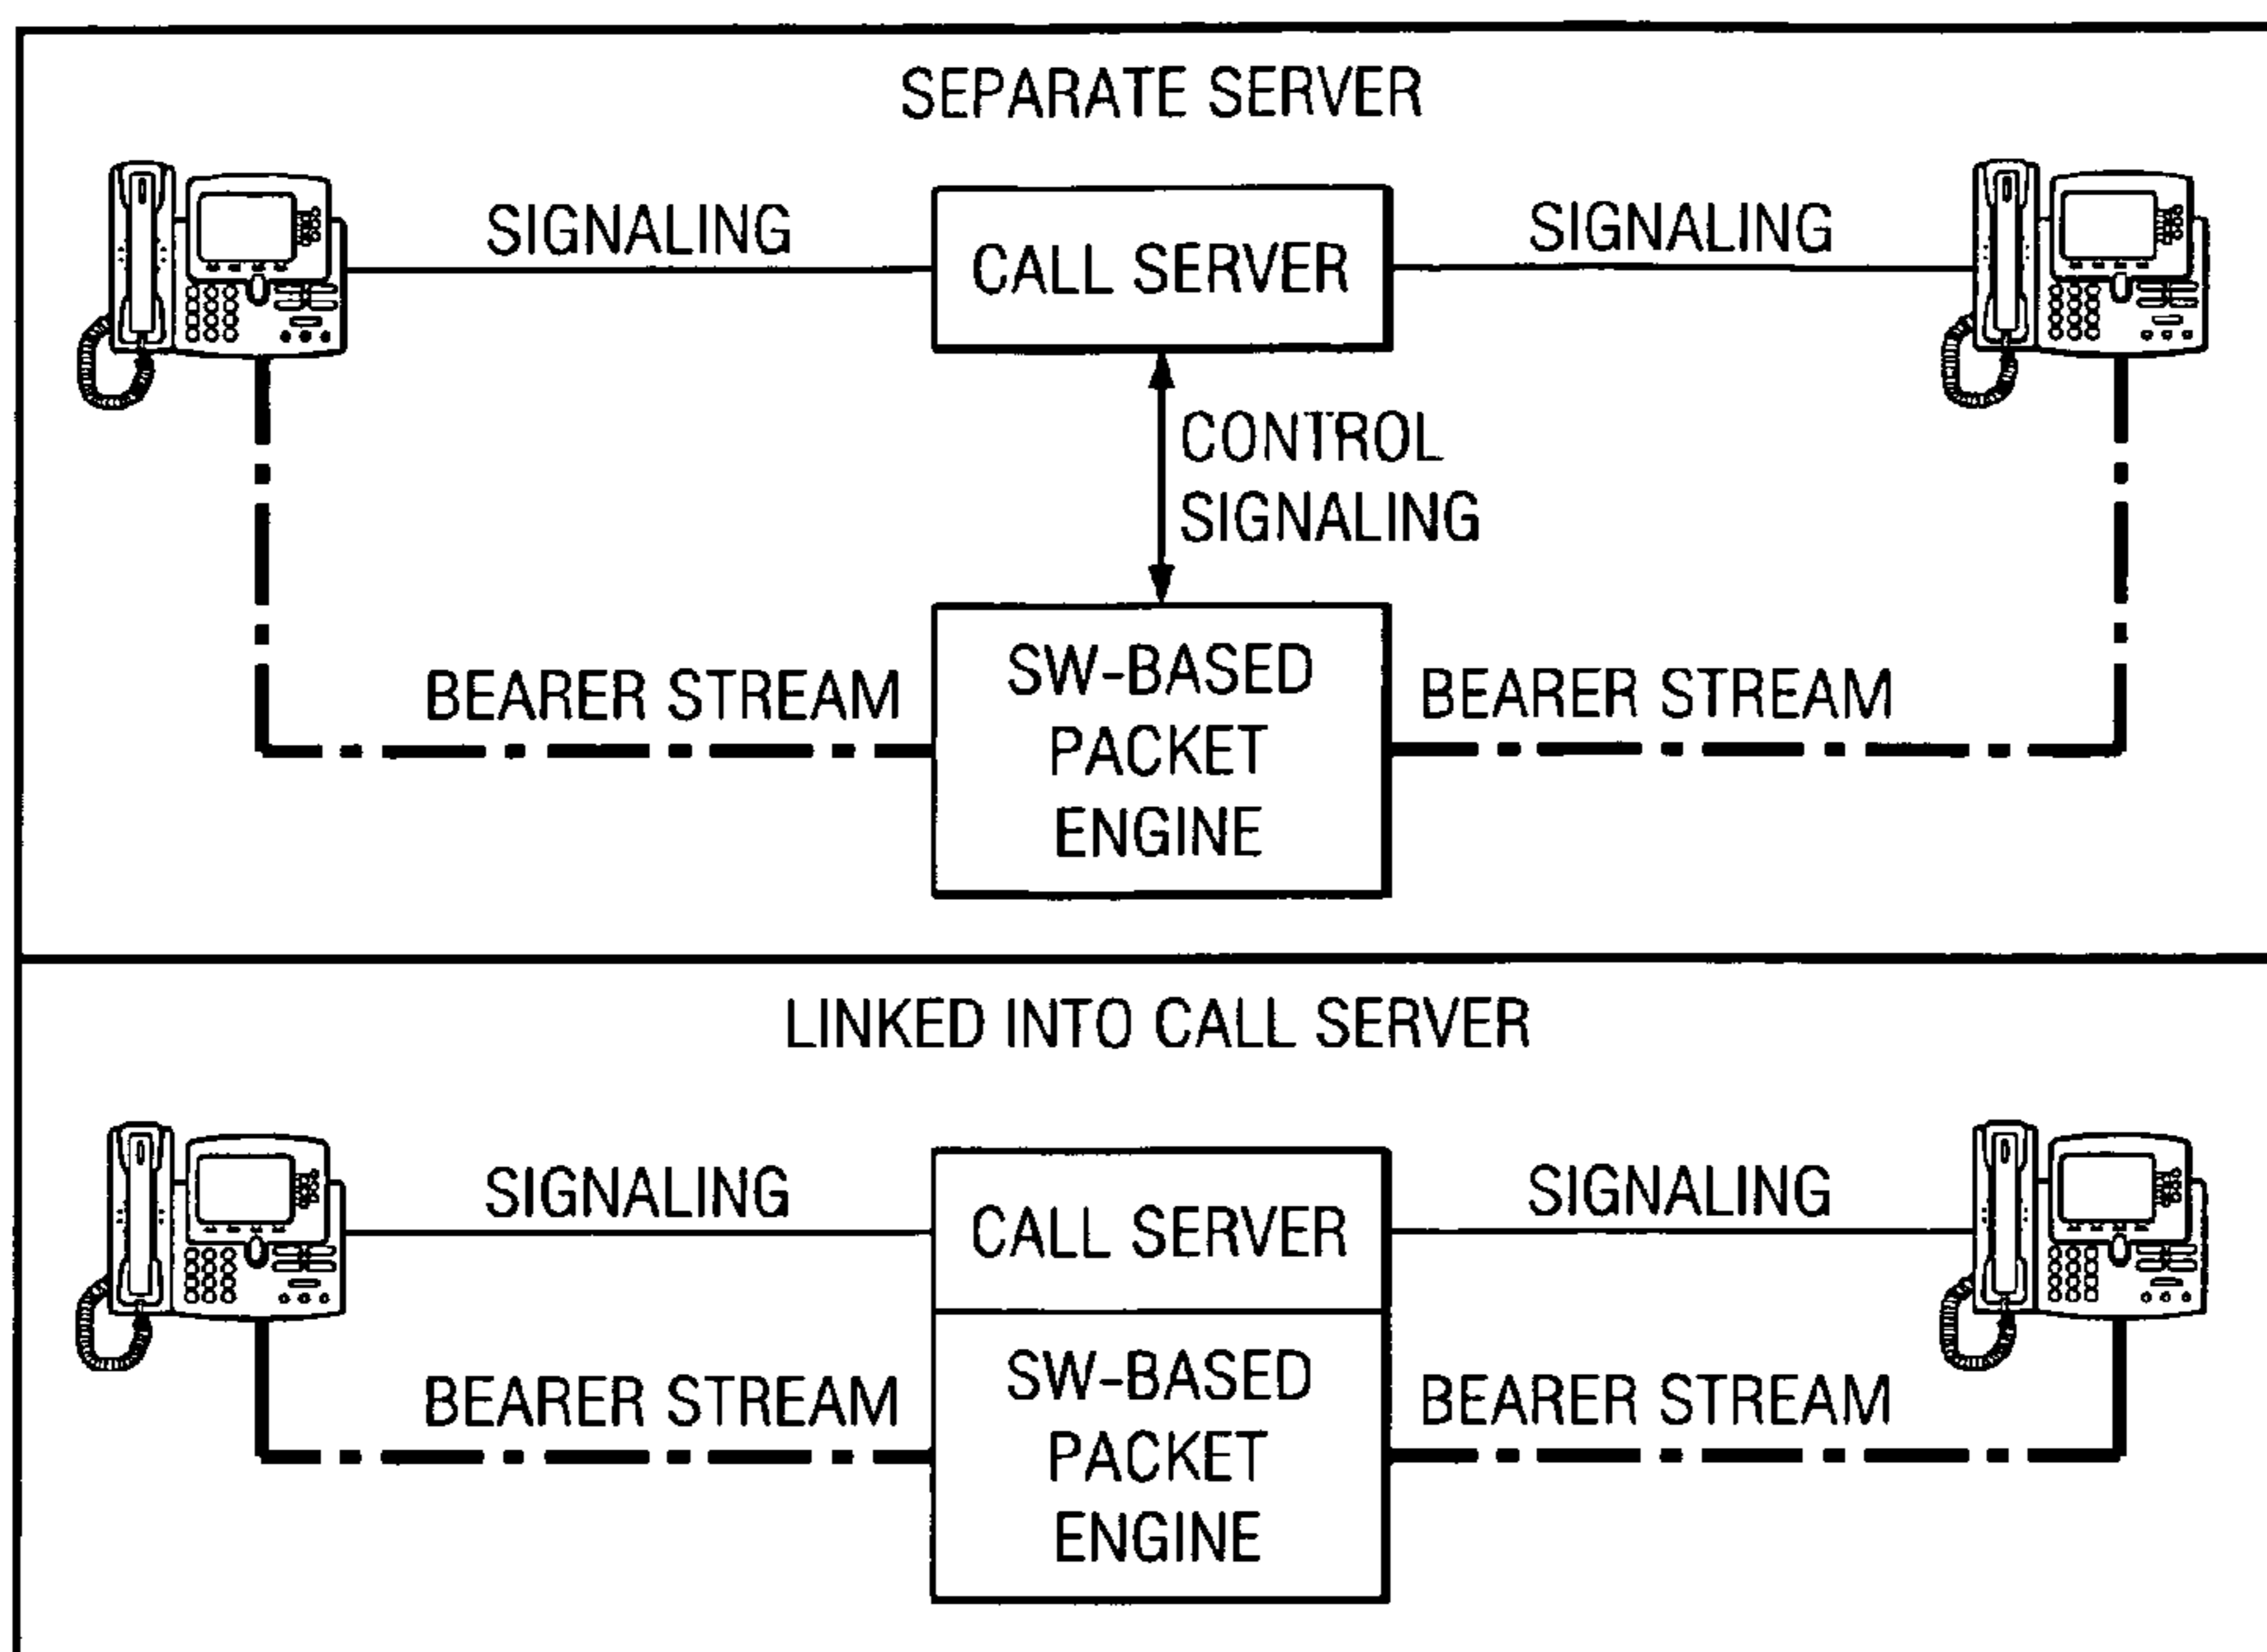 SEPARATE SERVER
SIGNALING
CALL SERVER
SIGNALING
CONTROL
SIGNALING
BEARER STREAM
SW-BASED
PACKET
ENGINE
BEARER STREAM
LINKED INTO CALL SERVER
SIGNALING
CALL SERVER
SIGNALING
BEARER STREAM
SW-BASED
PACKET
ENGINE
BEARER STREAM